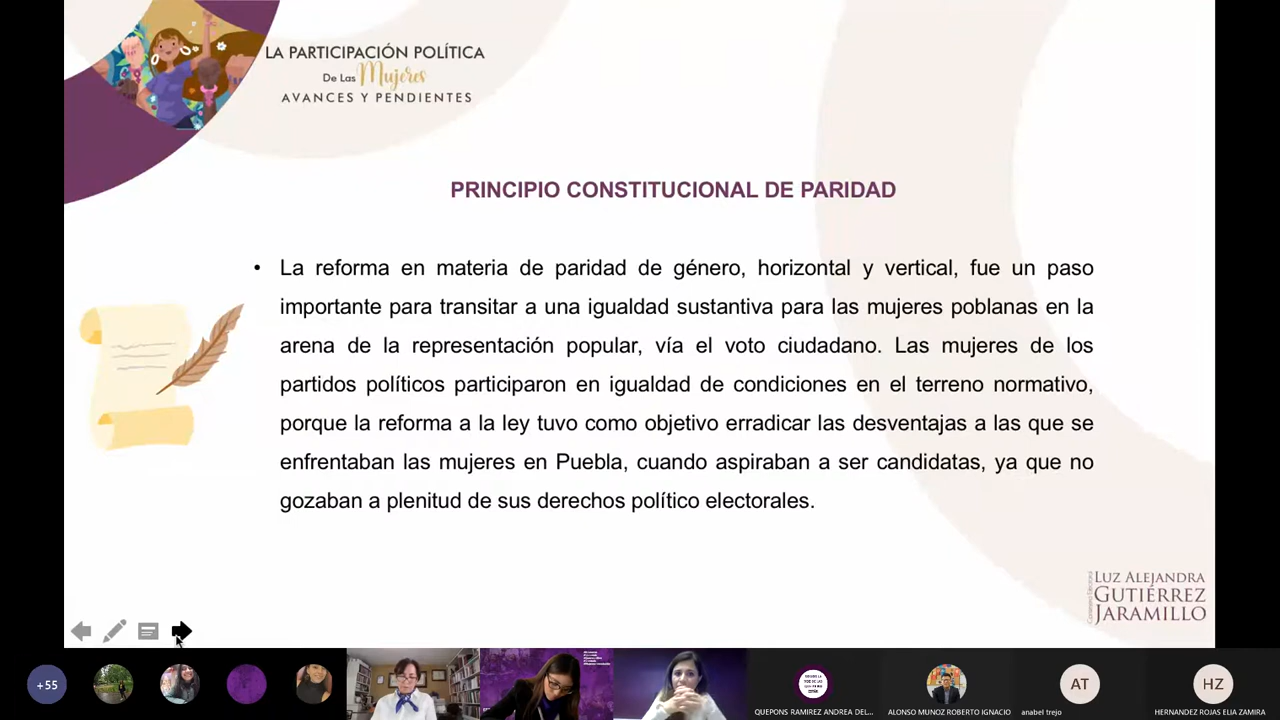 LA PARTICIPACIÓN POLÍTICA
De Las Mujeres
AVANCES Y PENDIENTES
PRINCIPIO CONSTITUCIONAL DE PARIDAD
• La reforma en materia de paridad de género, horizontal y vertical, fue un paso
importante para transitar a una igualdad sustantiva para las mujeres poblanas en la
arena de la representación popular, vía el voto ciudadano. Las mujeres de los
partidos políticos participaron en igualdad de condiciones en el terreno normativo,
porque la reforma a la ley tuvo como objetivo erradicar las desventajas a las que se
enfrentaban las mujeres en Puebla, cuando aspiraban a ser candidatas, ya que no
gozaban a plenitud de sus derechos político electorales.
LUZ ALEJANDRA
GUTIÉRREZ
JARAMILLO
+55
AT
HZ
QUEPONS RAMIREZ ANDREA DEL...
ALONSO MUNOZ ROBERTO IGNACIO
anabel trejo
HERNANDEZ ROJAS ELIA ZAMIRA